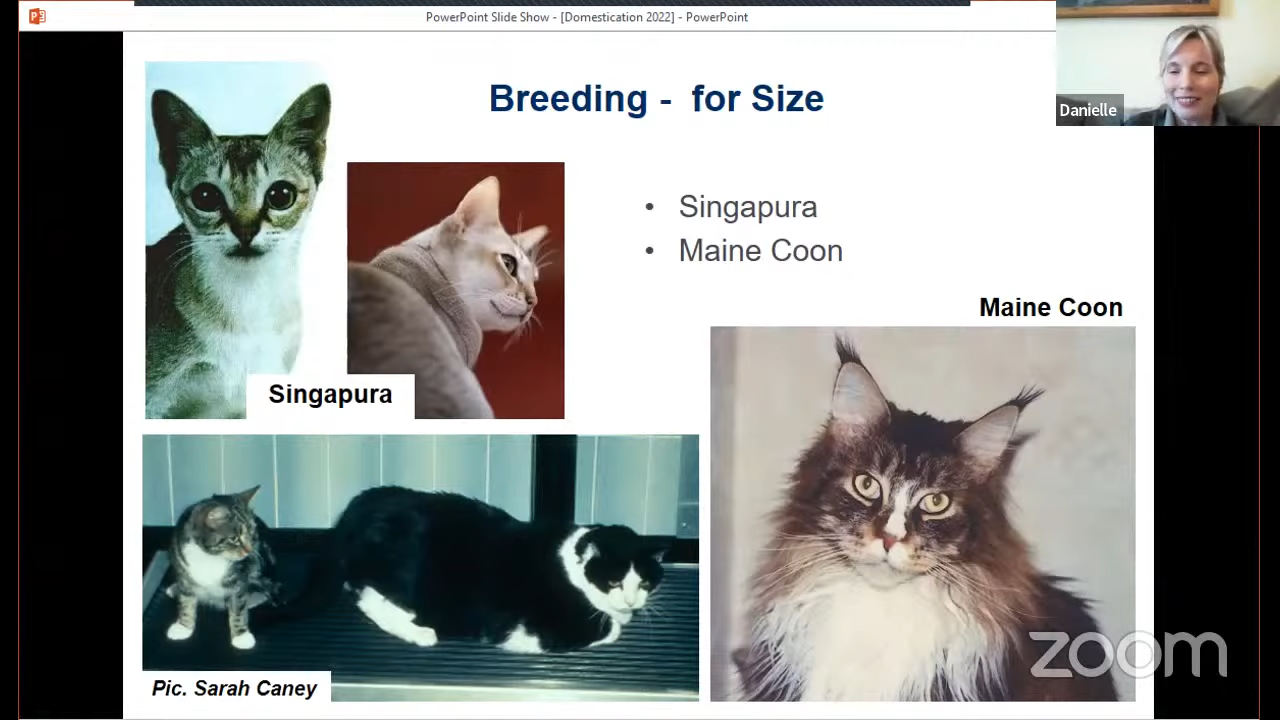 PowerPoint Slide Show - [Domestication 2022] - PowerPoint
Danielle
Breeding - for Size
• Singapura
• Maine Coon
Maine Coon
Singapura
Pic. Sarah Caney
zoom